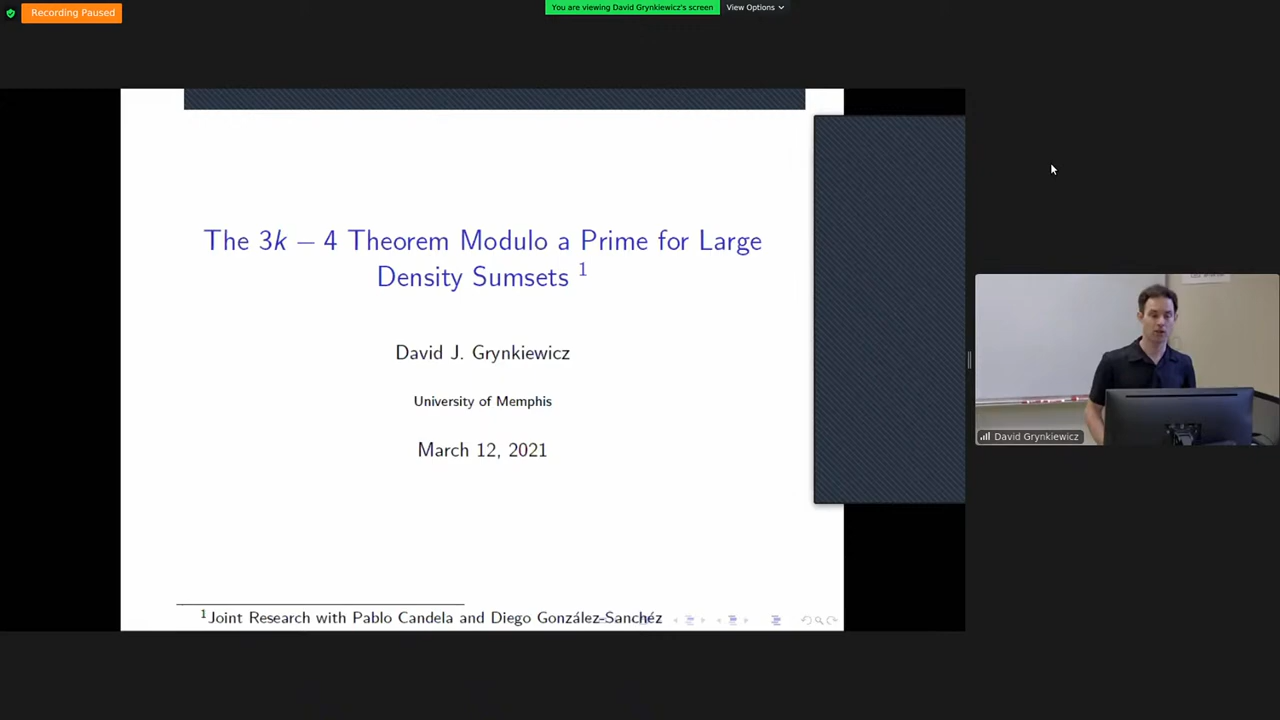 Recording Paused
You are viewing David Grynkiewicz's screen
View Options
The 3k − 4 Theorem Modulo a Prime for Large
Density Sumsets 1
David J. Grynkiewicz
University of Memphis
March 12, 2021
1Joint Research with Pablo Candela and Diego González-Sanchéz
David Grynkiewicz